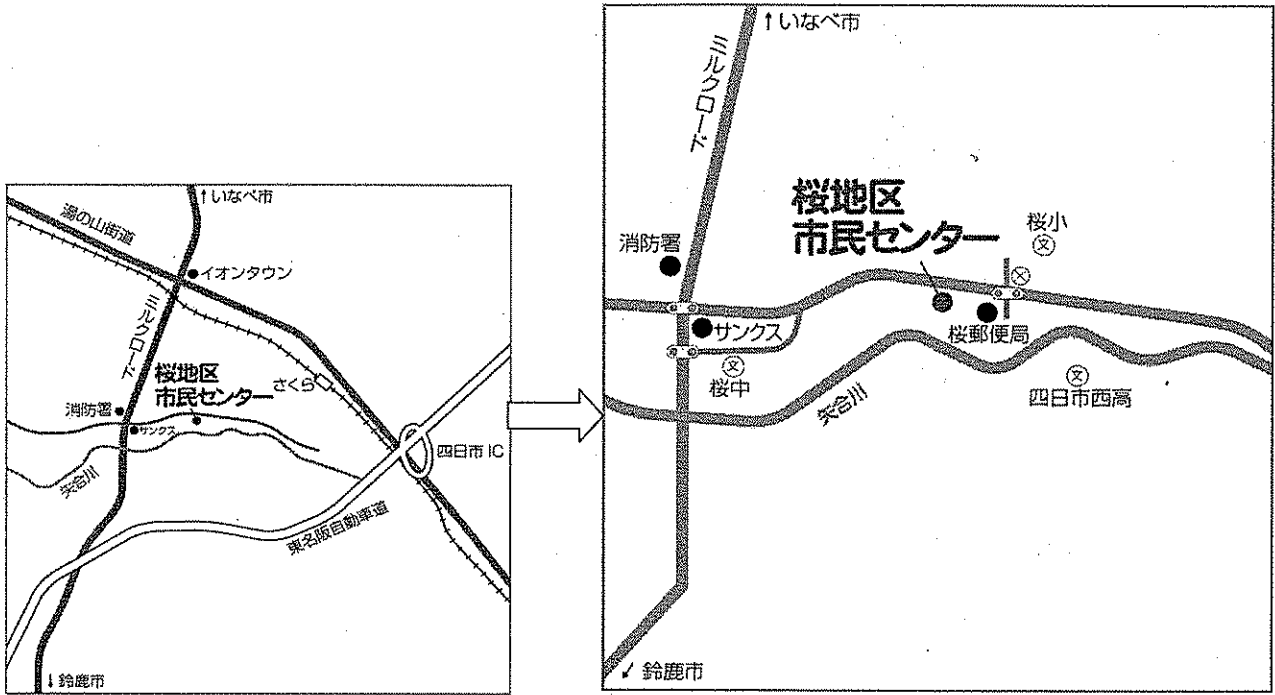 ↑いなべ市
湯の山街道
イオンタウン
ミルクロード
さくら
桜地区
市民センター
消防署
サンクス
矢合川
四日市IC
東名阪自動車道
↓鈴鹿市
↑いなべ市
ミルクロード
桜地区
市民センター
桜小
文
消防署
サンクス
桜郵便局
文
桜中
矢合川
文
四日市西高
↙鈴鹿市